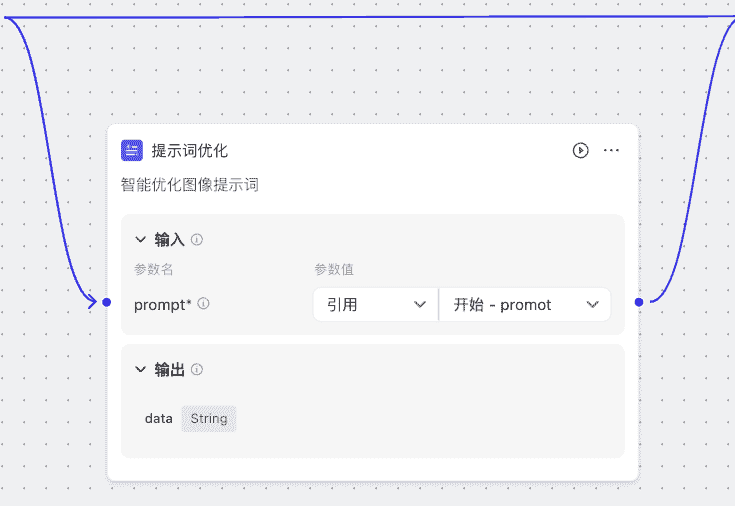 提示词优化
智能优化图像提示词
输入
参数名 参数值
prompt* 引用 开始 - promot
输出
data String